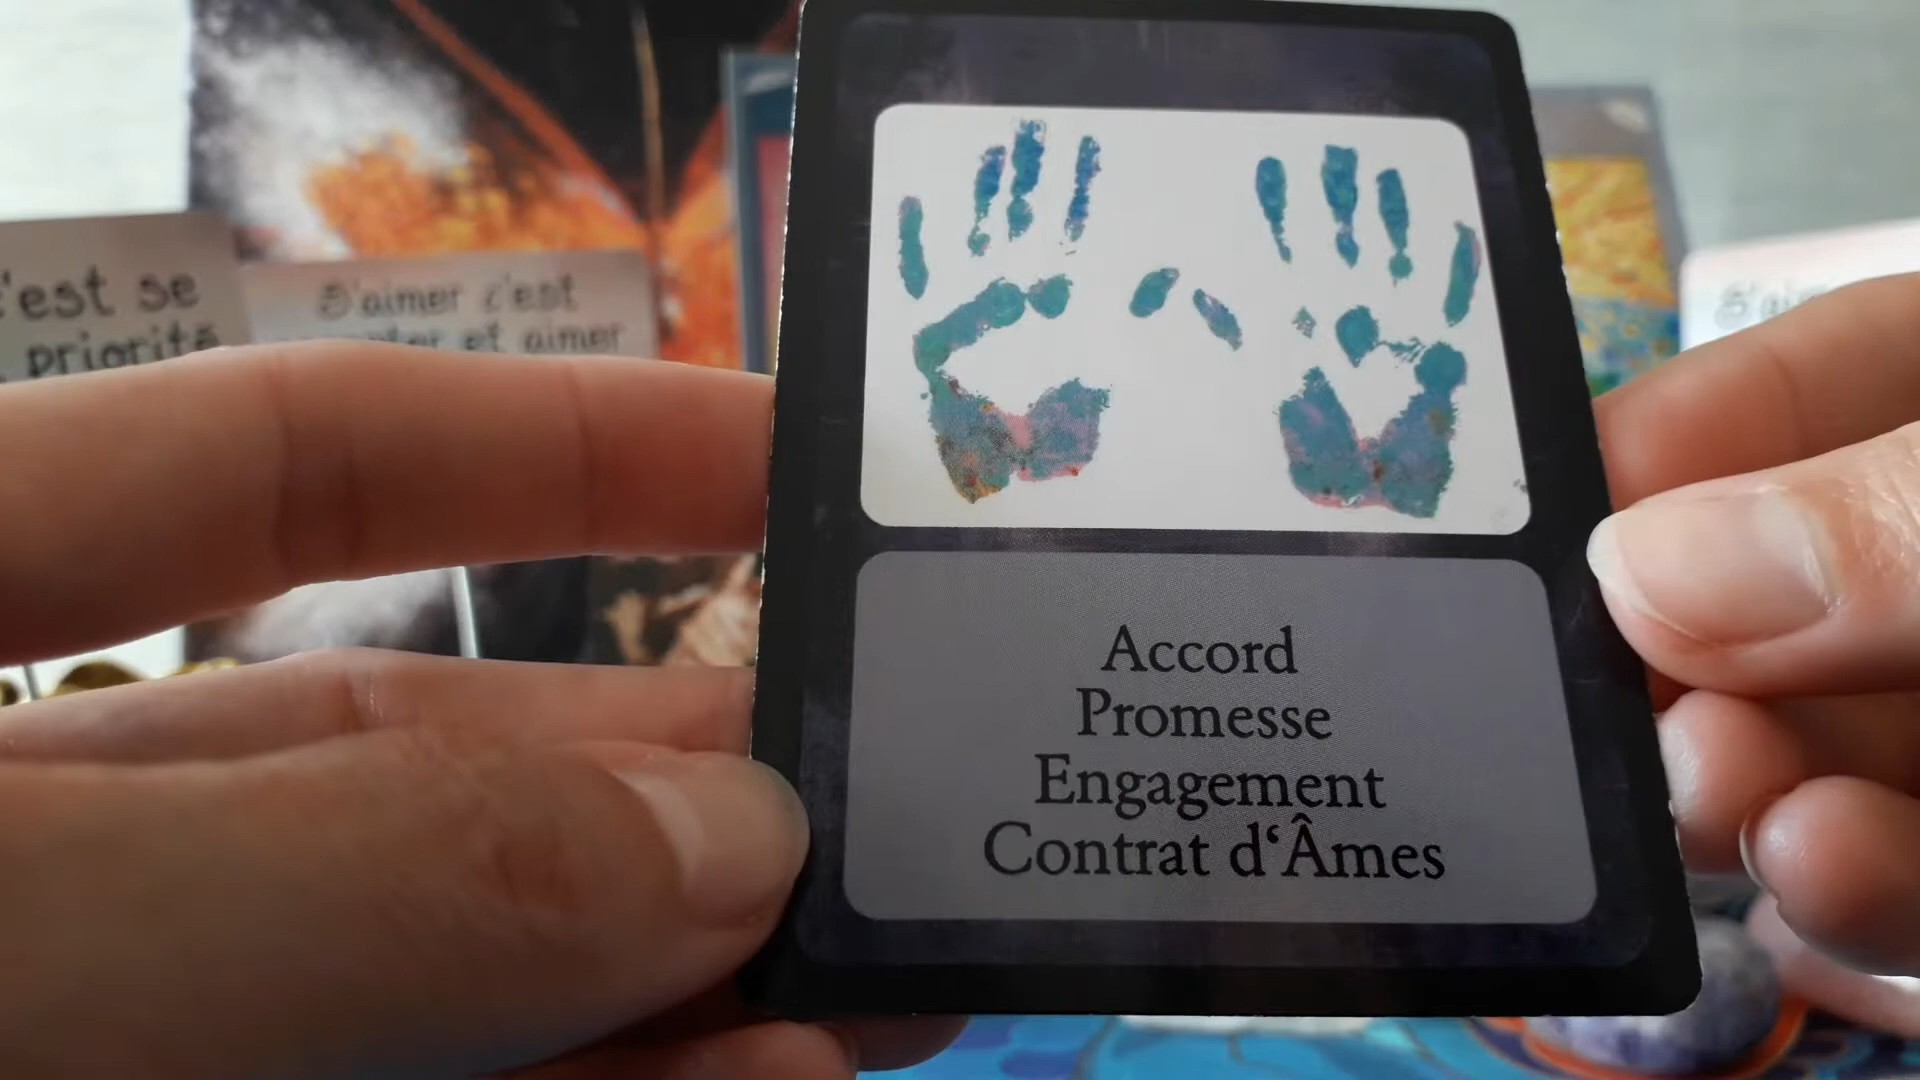 c'est se
priorité
S'aimer c'est
et aimer
Accord
Promesse
Engagement
Contrat d‘Âmes